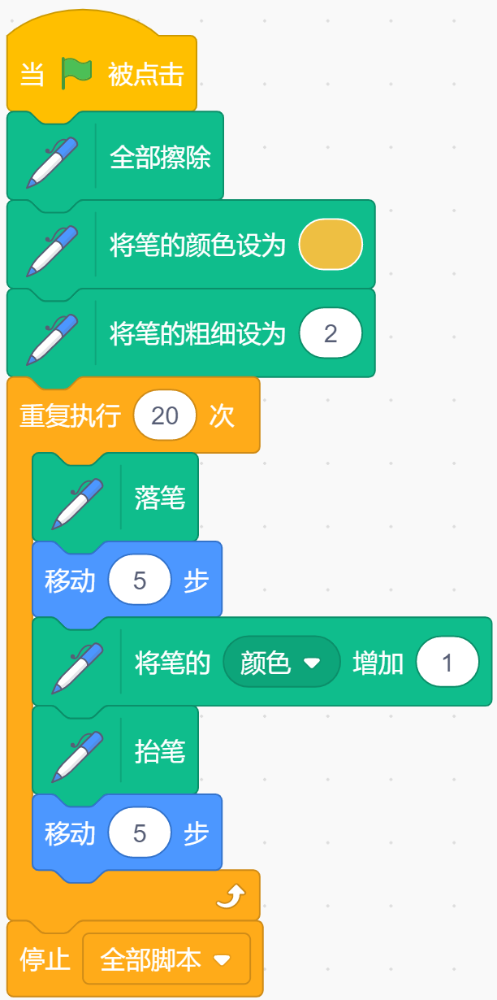 当 被点击
全部擦除
将笔的颜色设为
将笔的粗细设为 2
重复执行 20 次
落笔
移动 5 步
将笔的 颜色 增加 1
抬笔
移动 5 步
停止 全部脚本